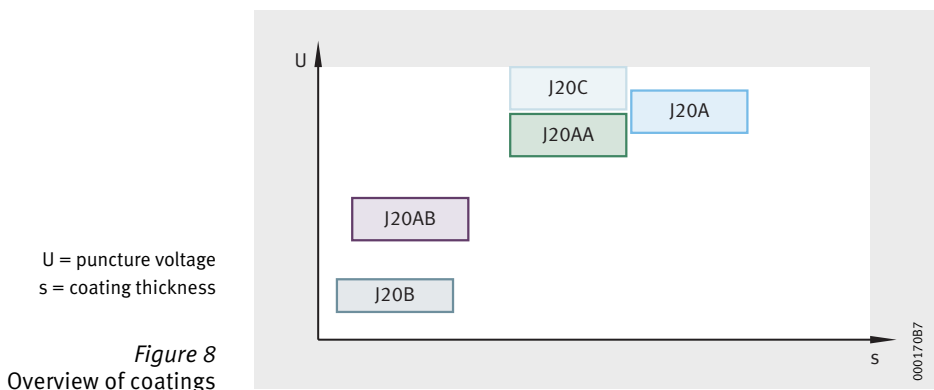 U
J20C
J20A
J20AA
J20AB
J20B
s
000170B7
U = puncture voltage
s = coating thickness
Figure 8
Overview of coatings